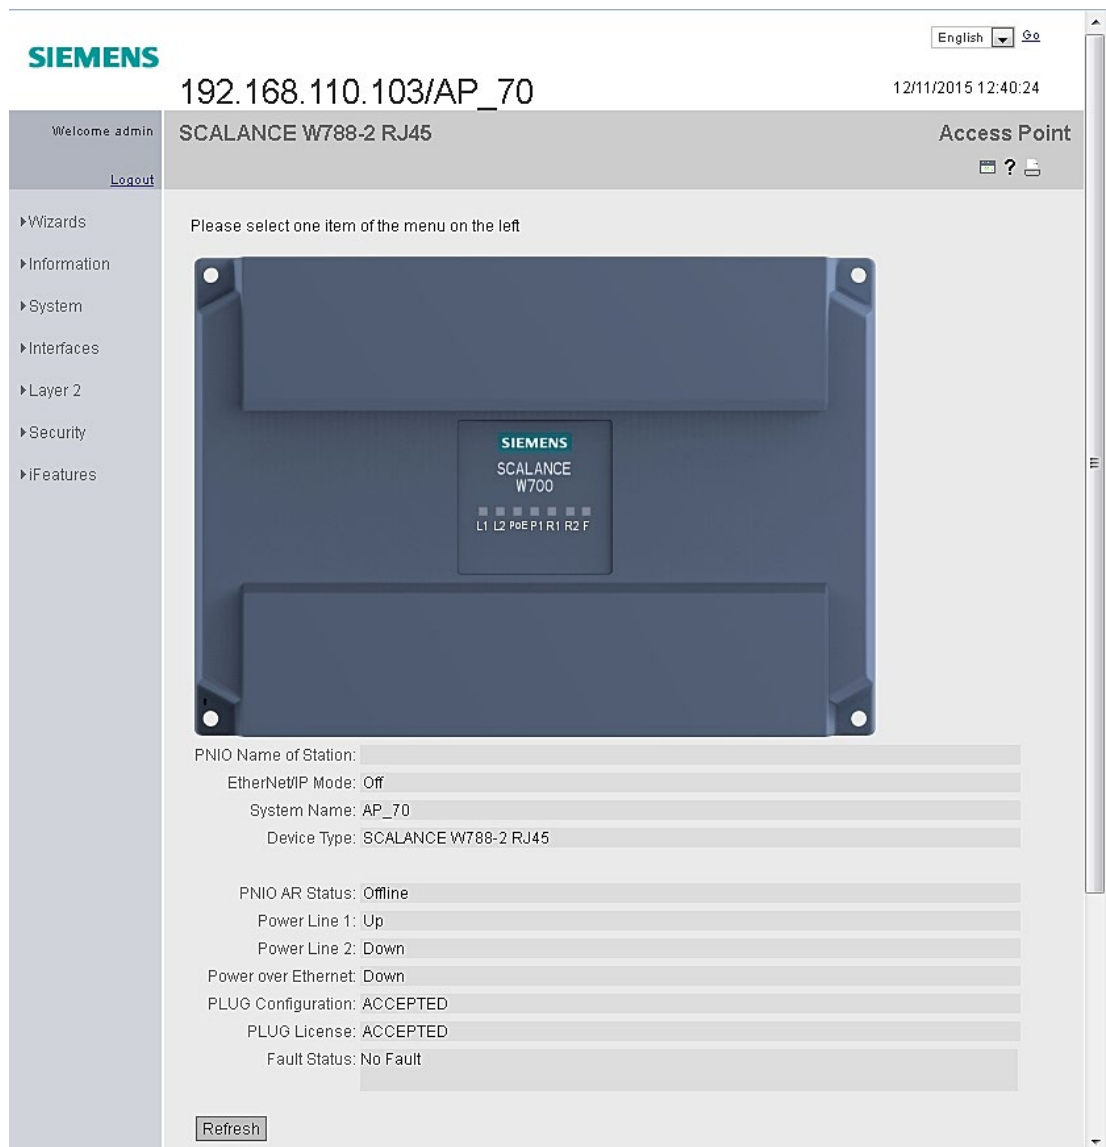 English Go
SIEMENS
192.168.110.103/AP_70 12/11/2015 12:40:24
Welcome admin SCALANCE W788-2 RJ45 Access Point
Logout ?
Wizards
Please select one item of the menu on the left
Information
System
Interfaces
Layer 2
Security
iFeatures
SIEMENS
SCALANCE
W700
L1 L2 PoE P1 R1 R2 F
PNIO Name of Station:
EtherNet/IP Mode: Off
System Name: AP_70
Device Type: SCALANCE W788-2 RJ45
PNIO AR Status: Offline
Power Line 1: Up
Power Line 2: Down
Power over Ethernet: Down
PLUG Configuration: ACCEPTED
PLUG License: ACCEPTED
Fault Status: No Fault
Refresh